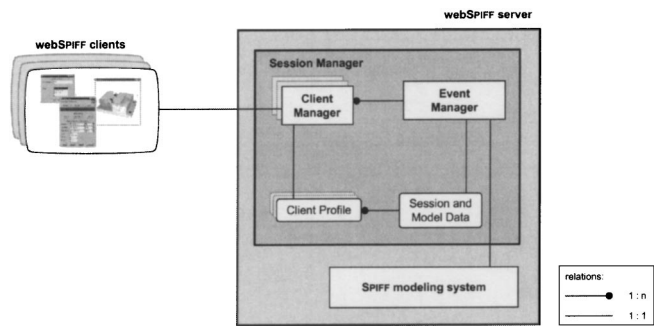 webSPIFF server
webSPIFF clients
Session Manager
Client
Manager
Event
Manager
Client Profile
Session and
Model Data
SPIFF modeling system
relations:
1 : n
1 : 1